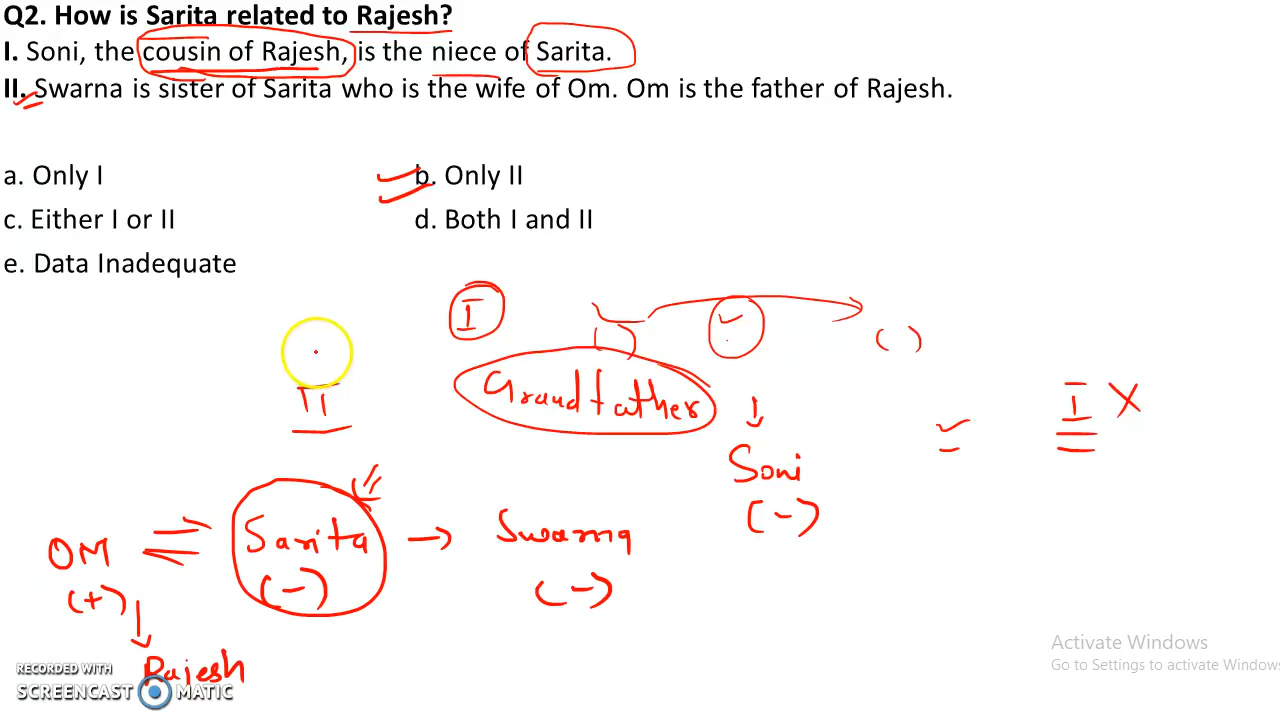 Q2. How is Sarita related to Rajesh?
I. Soni, the cousin of Rajesh, is the niece of Sarita.
II. Swarna is sister of Sarita who is the wife of Om. Om is the father of Rajesh.
a. Only I
b. Only II
c. Either I or II
d. Both I and II
e. Data Inadequate
I
( )
( )
Grandfather
I X
II
Soni
(-)
OM
Sarita
Swarna
(+)
(-)
(-)
Rajesh
Activate Windows
Go to Settings to activate Windows
RECORDED WITH
SCREENCAST MATIC